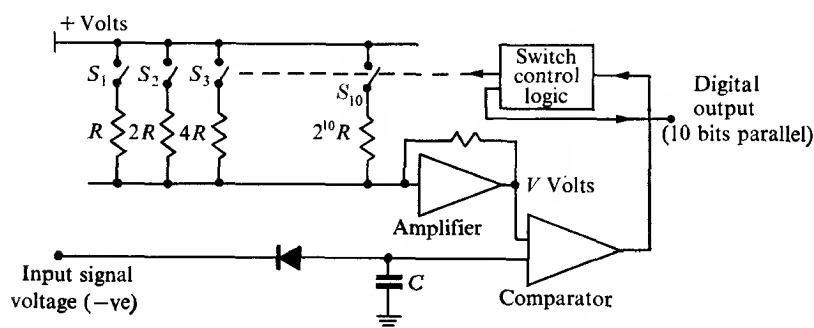 + Volts
S₁
S₂
S₃
S₁₀
R
2R
4R
2¹⁰R
Switch
control
logic
Digital
output
(10 bits parallel)
V Volts
Amplifier
Input signal
voltage (−ve)
C
Comparator